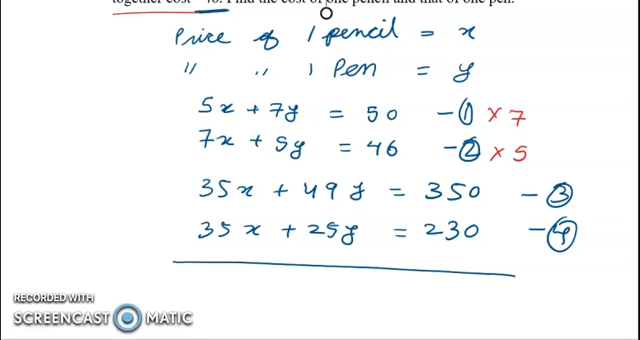 together cost 46. Find the cost of one pencil and that of one pen.
Price of 1 pencil = x
" " 1 Pen = y
5x + 7y = 50 -① × 7
7x + 5y = 46 -② × 5
35x + 49y = 350 -③
35x + 25y = 230 -④
RECORDED WITH
SCREENCAST MATIC